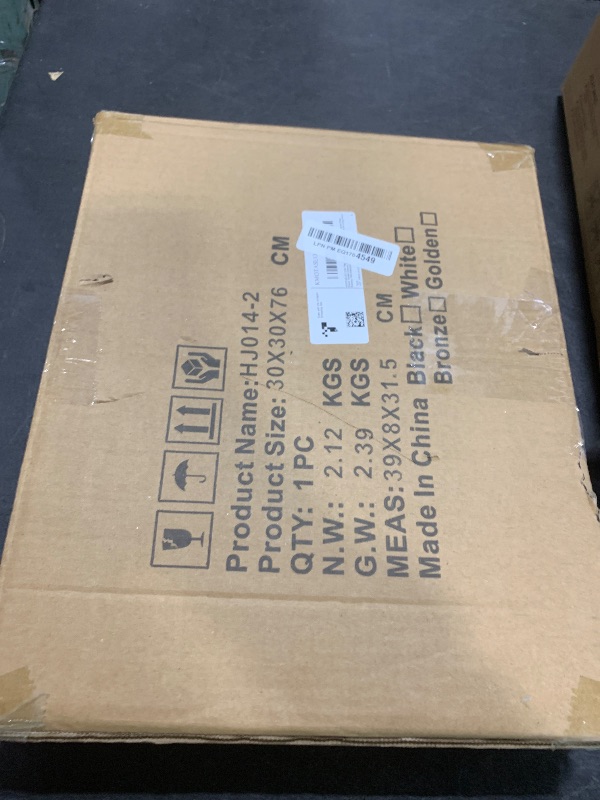 Product Name:HJ014-2
Product Size: 30X30X76 CM
QTY: 1 PC
N.W.: 2.12 KGS
G.W.: 2.39 KGS
MEAS: 39X8X31.5 CM
Made In China Black□ White□
Bronze□ Golden□
4549